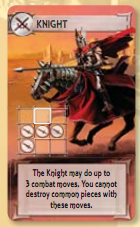 KNIGHT
The Knight may do up to
3 combat moves. You cannot
destroy common pieces with
these moves.